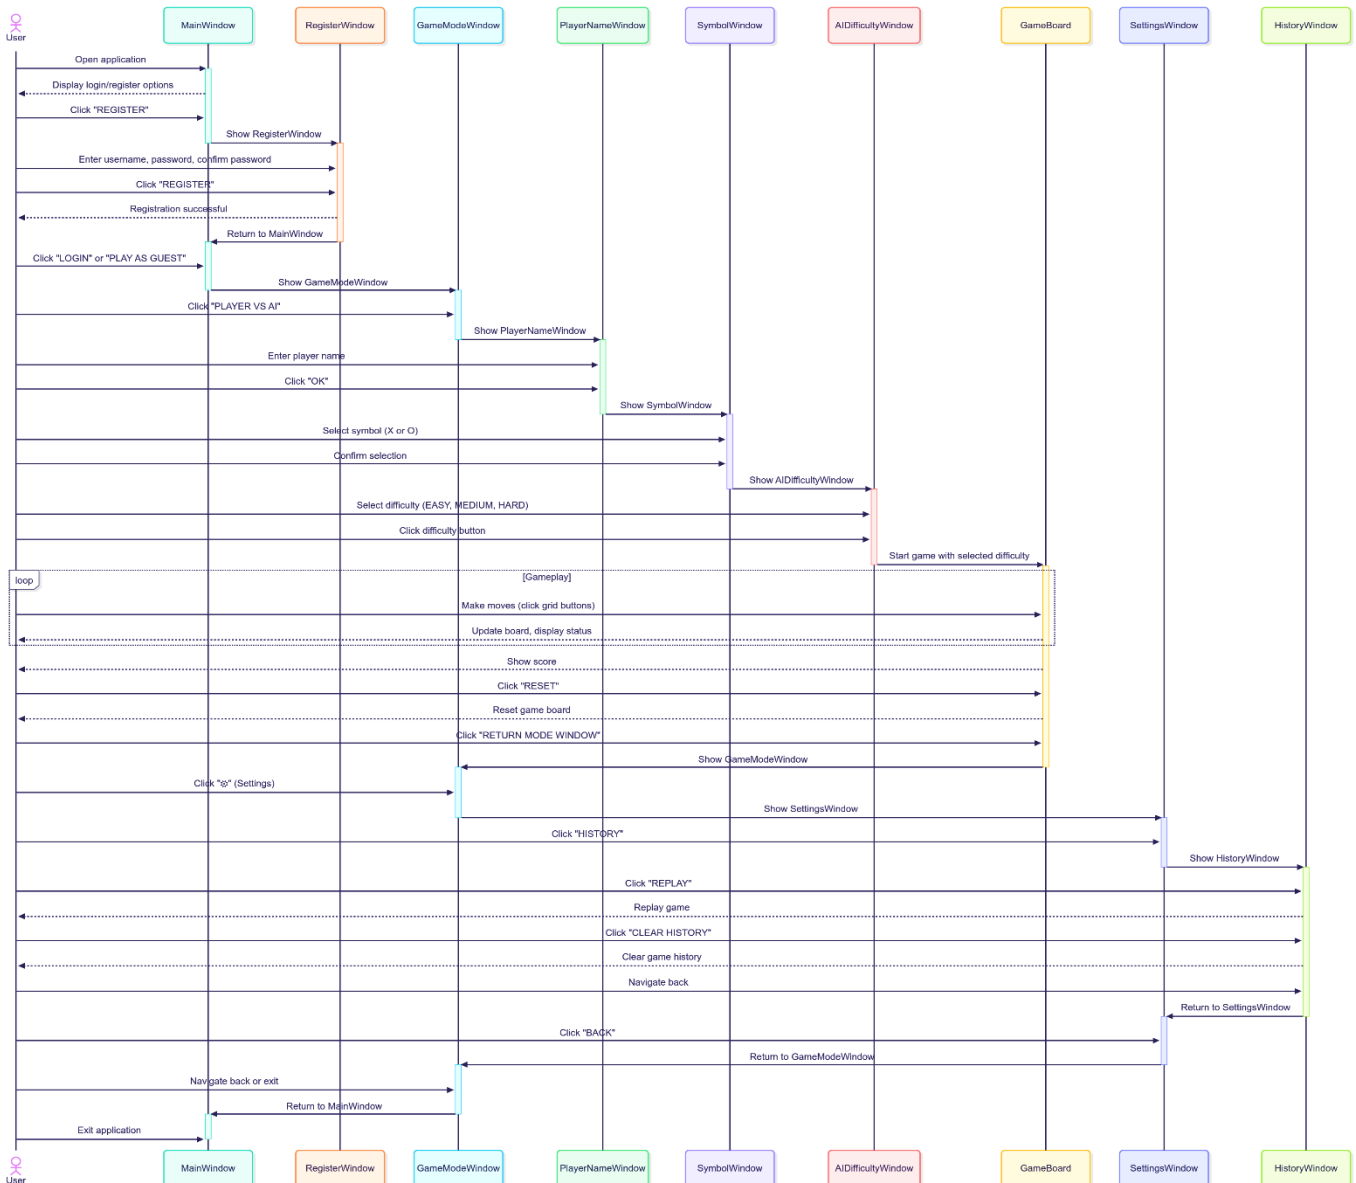 User
MainWindow
RegisterWindow
GameModeWindow
PlayerNameWindow
SymbolWindow
AIDifficultyWindow
GameBoard
SettingsWindow
HistoryWindow
Open application
Display login/register options
Click "REGISTER"
Show RegisterWindow
Enter username, password, confirm password
Click "REGISTER"
Registration successful
Return to MainWindow
Click "LOGIN" or "PLAY AS GUEST"
Show GameModeWindow
Click "PLAYER VS AI"
Show PlayerNameWindow
Enter player name
Click "OK"
Show SymbolWindow
Select symbol (X or O)
Confirm selection
Show AIDifficultyWindow
Select difficulty (EASY, MEDIUM, HARD)
Click difficulty button
Start game with selected difficulty
loop
[Gameplay]
Make moves (click grid buttons)
Update board, display status
Show score
Click "RESET"
Reset game board
Click "RETURN MODE WINDOW"
Show GameModeWindow
Click "⚙" (Settings)
Show SettingsWindow
Click "HISTORY"
Show HistoryWindow
Click "REPLAY"
Replay game
Click "CLEAR HISTORY"
Clear game history
Navigate back
Return to SettingsWindow
Click "BACK"
Return to GameModeWindow
Navigate back or exit
Return to MainWindow
Exit application
User
MainWindow
RegisterWindow
GameModeWindow
PlayerNameWindow
SymbolWindow
AIDifficultyWindow
GameBoard
SettingsWindow
HistoryWindow